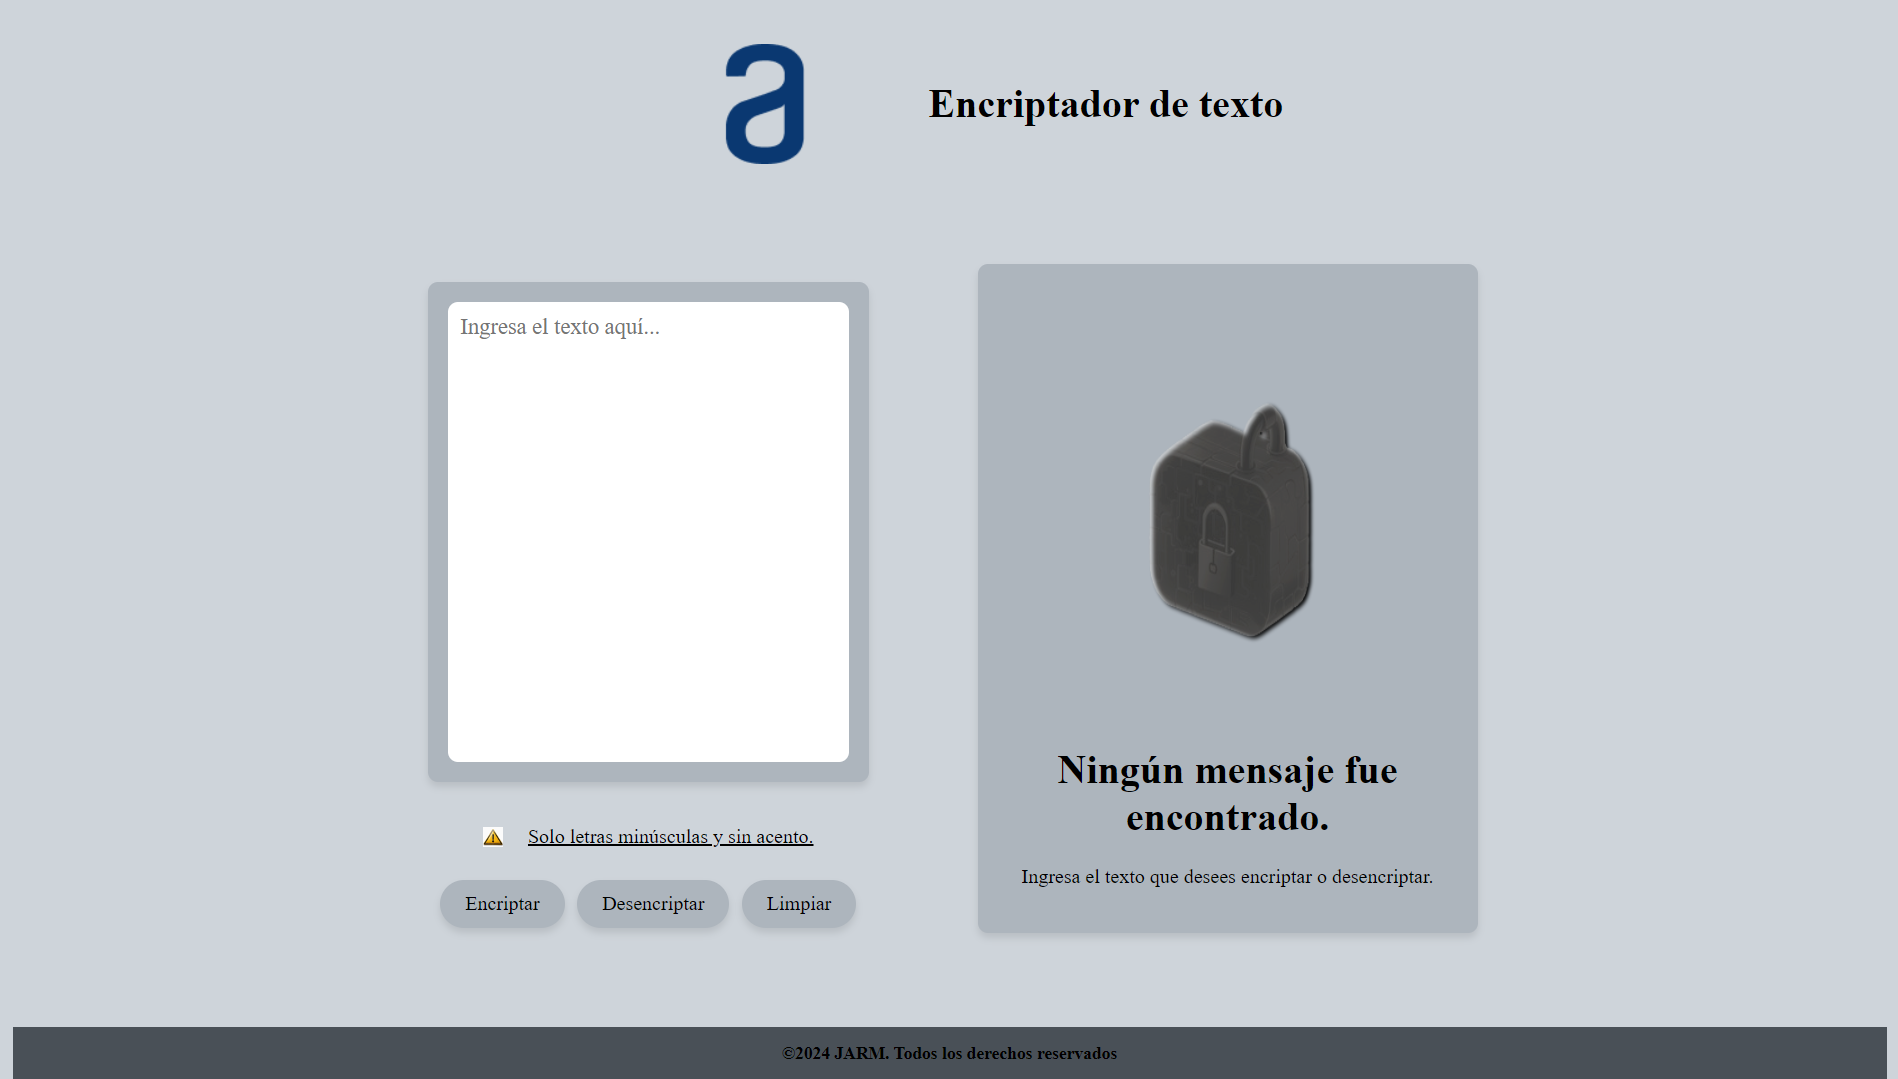 a
Encriptador de texto
Ingresa el texto aquí...
Solo letras minúsculas y sin acento.
Encriptar
Desencriptar
Limpiar
Ningún mensaje fue
encontrado.
Ingresa el texto que desees encriptar o desencriptar.
©2024 JARM. Todos los derechos reservados